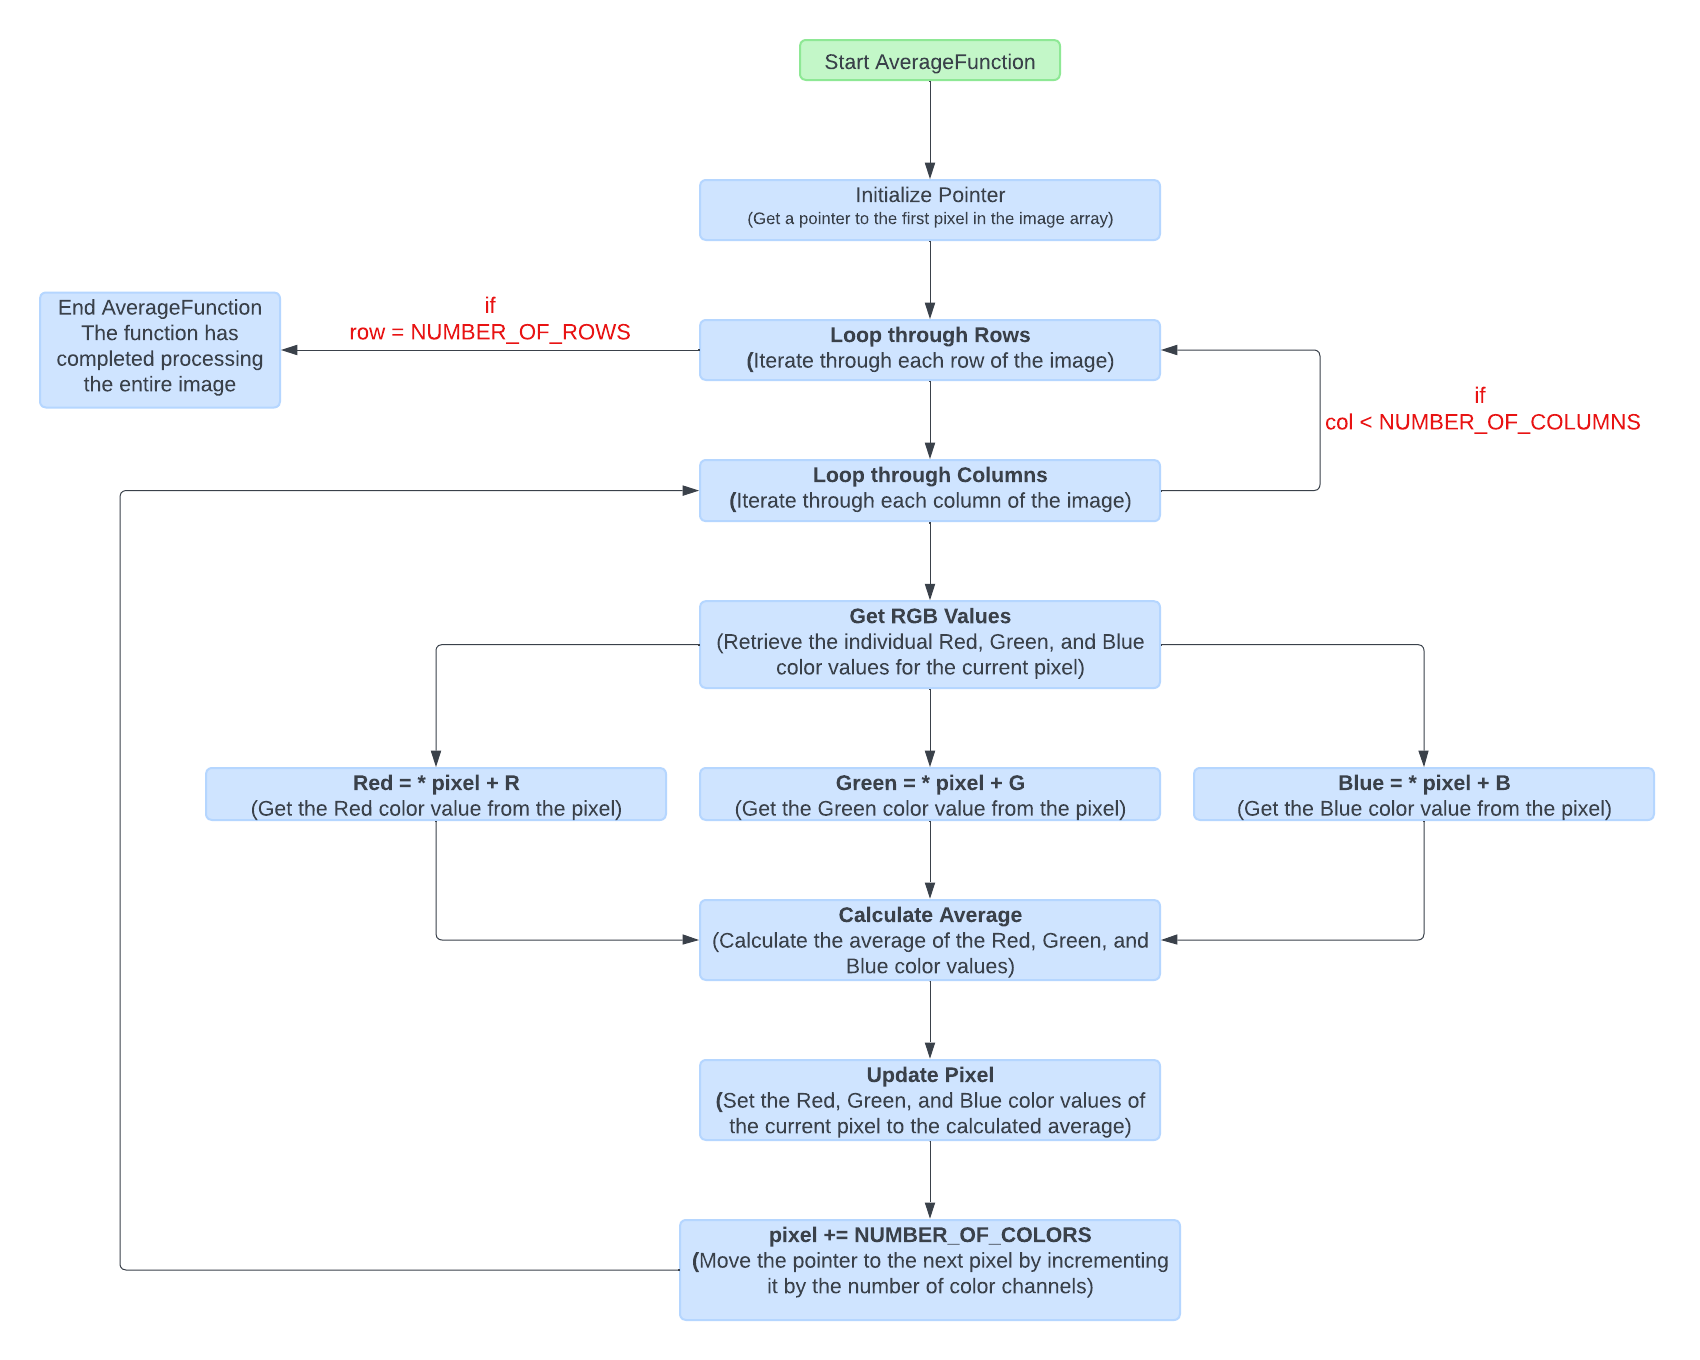 Start AverageFunction
Initialize Pointer
(Get a pointer to the first pixel in the image array)
End AverageFunction
The function has
completed processing
the entire image
if
row = NUMBER_OF_ROWS
Loop through Rows
(Iterate through each row of the image)
if
col < NUMBER_OF_COLUMNS
Loop through Columns
(Iterate through each column of the image)
Get RGB Values
(Retrieve the individual Red, Green, and Blue
color values for the current pixel)
Red = * pixel + R
(Get the Red color value from the pixel)
Green = * pixel + G
(Get the Green color value from the pixel)
Blue = * pixel + B
(Get the Blue color value from the pixel)
Calculate Average
(Calculate the average of the Red, Green, and
Blue color values)
Update Pixel
(Set the Red, Green, and Blue color values of
the current pixel to the calculated average)
pixel += NUMBER_OF_COLORS
(Move the pointer to the next pixel by incrementing
it by the number of color channels)